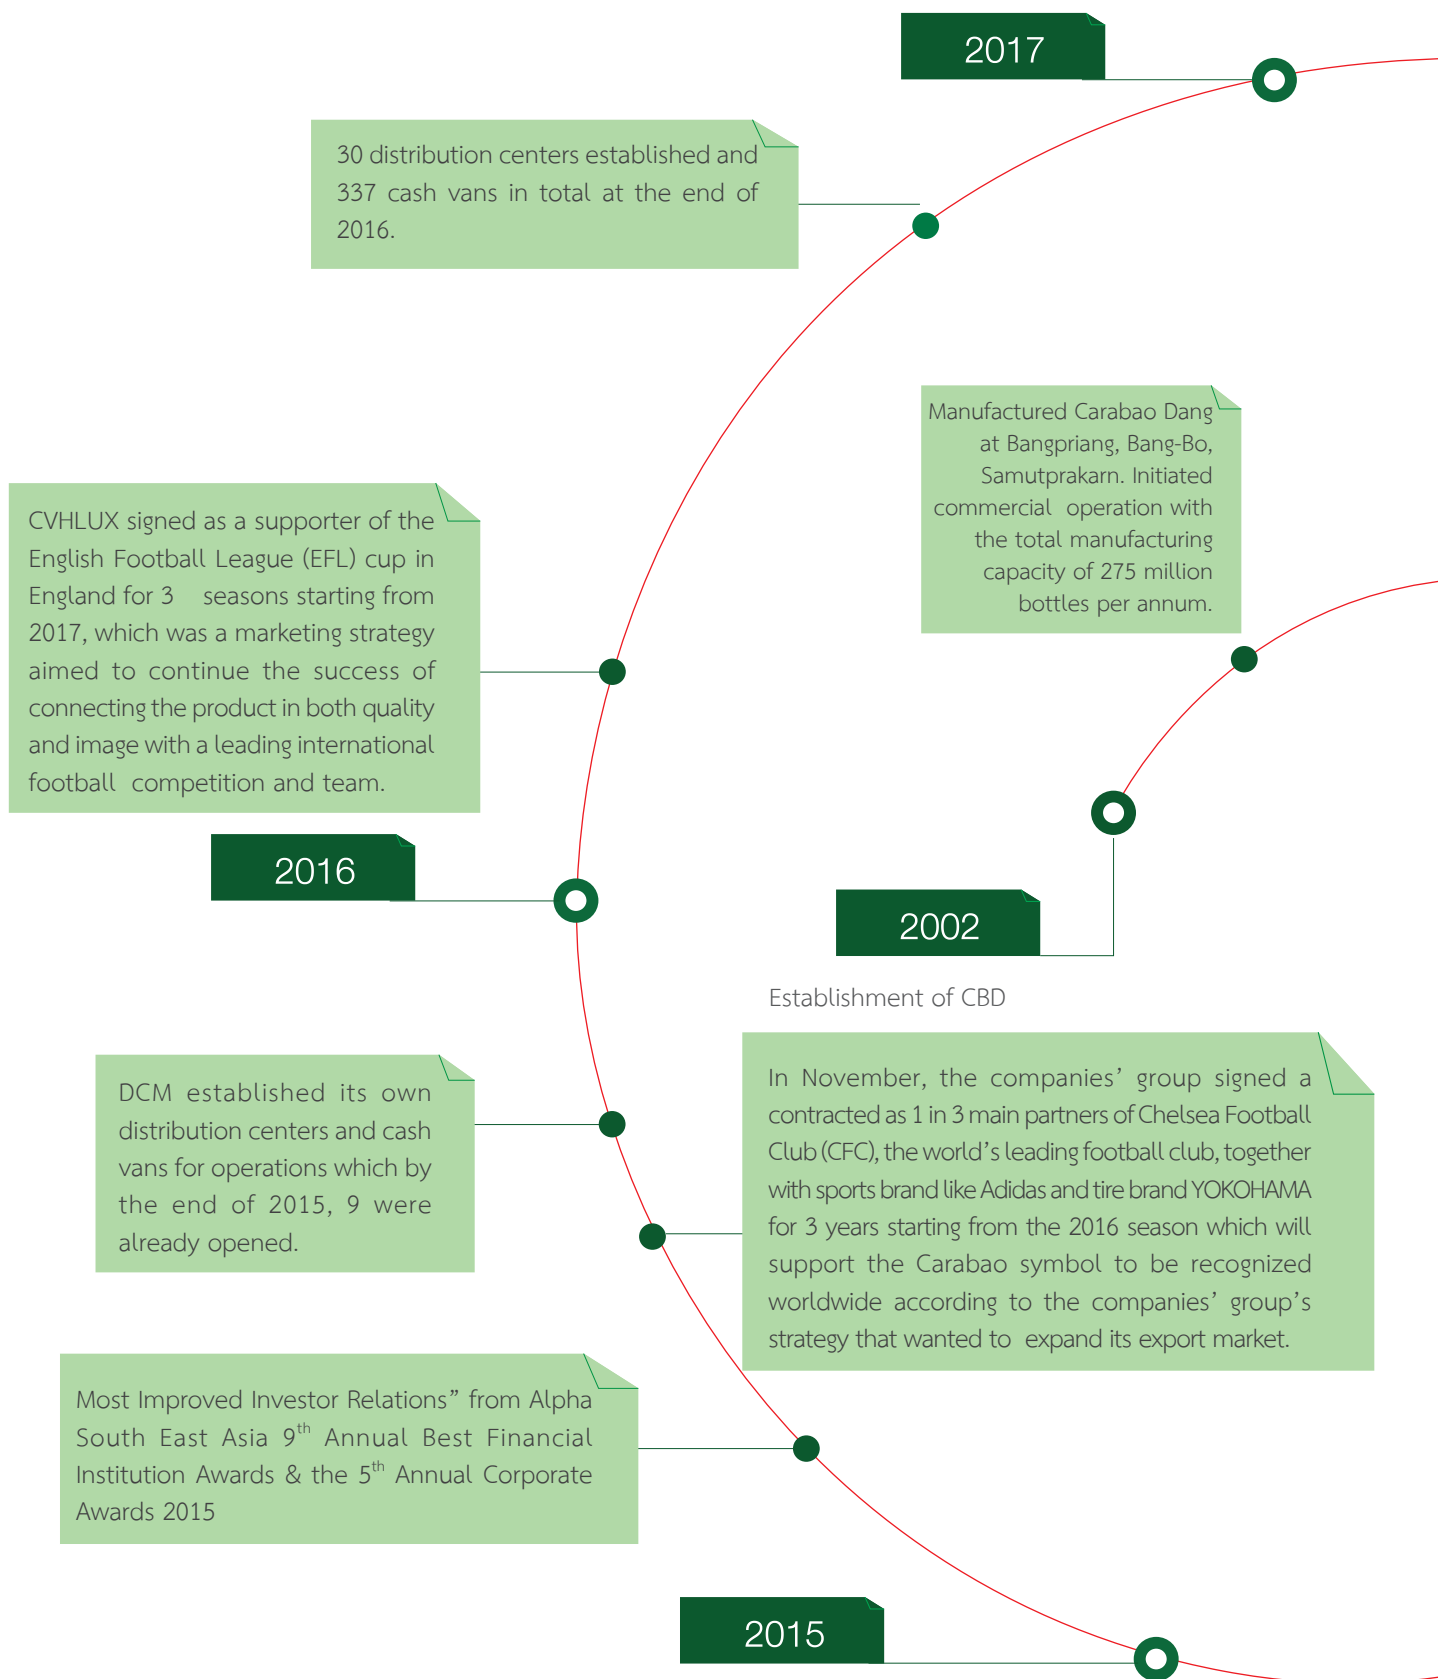 2017
30 distribution centers established and
337 cash vans in total at the end of
2016.
Manufactured Carabao Dang
at Bangpriang, Bang-Bo,
Samutprakarn. Initiated
commercial operation with
the total manufacturing
capacity of 275 million
bottles per annum.
CVHLUX signed as a supporter of the
English Football League (EFL) cup in
England for 3 seasons starting from
2017, which was a marketing strategy
aimed to continue the success of
connecting the product in both quality
and image with a leading international
football competition and team.
2016
2002
Establishment of CBD
DCM established its own
distribution centers and cash
vans for operations which by
the end of 2015, 9 were
already opened.
In November, the companies’ group signed a
contracted as 1 in 3 main partners of Chelsea Football
Club (CFC), the world’s leading football club, together
with sports brand like Adidas and tire brand YOKOHAMA
for 3 years starting from the 2016 season which will
support the Carabao symbol to be recognized
worldwide according to the companies’ group’s
strategy that wanted to expand its export market.
Most Improved Investor Relations” from Alpha
South East Asia 9th Annual Best Financial
Institution Awards & the 5th Annual Corporate
Awards 2015
2015